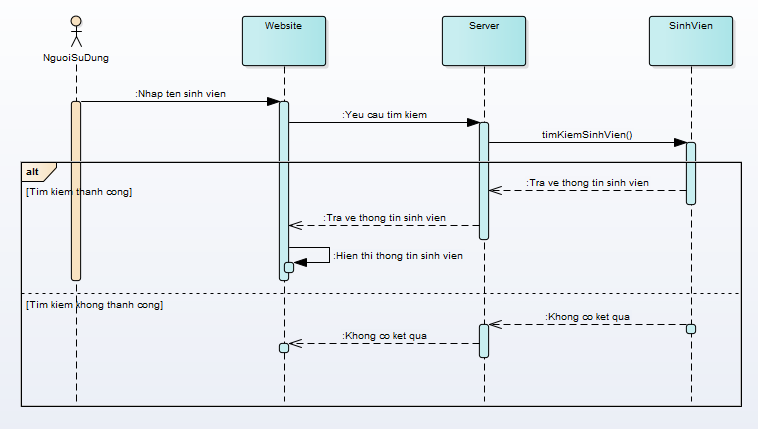 Website
Server
SinhVien
NguoiSuDung
:Nhap ten sinh vien
:Yeu cau tim kiem
timKiemSinhVien()
alt
[Tim kiem thanh cong]
:Tra ve thong tin sinh vien
:Tra ve thong tin sinh vien
:Hien thi thong tin sinh vien
[Tim kiem khong thanh cong]
:Khong co ket qua
:Khong co ket qua